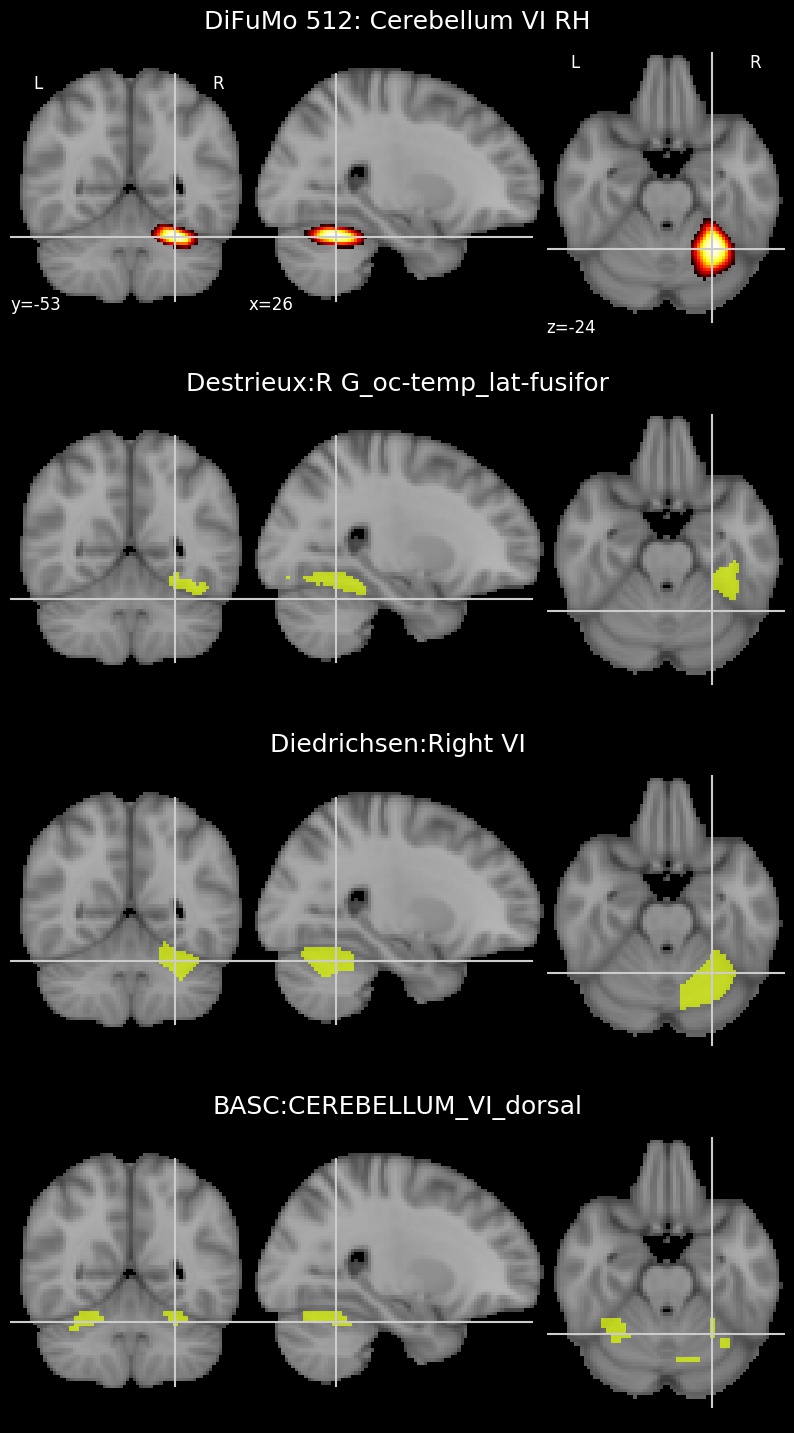 DiFuMo 512: Cerebellum VI RH
L R L R
y=-53 x=26 z=-24
Destrieux:R G_oc-temp_lat-fusifor
Diedrichsen:Right VI
BASC:CEREBELLUM_VI_dorsal